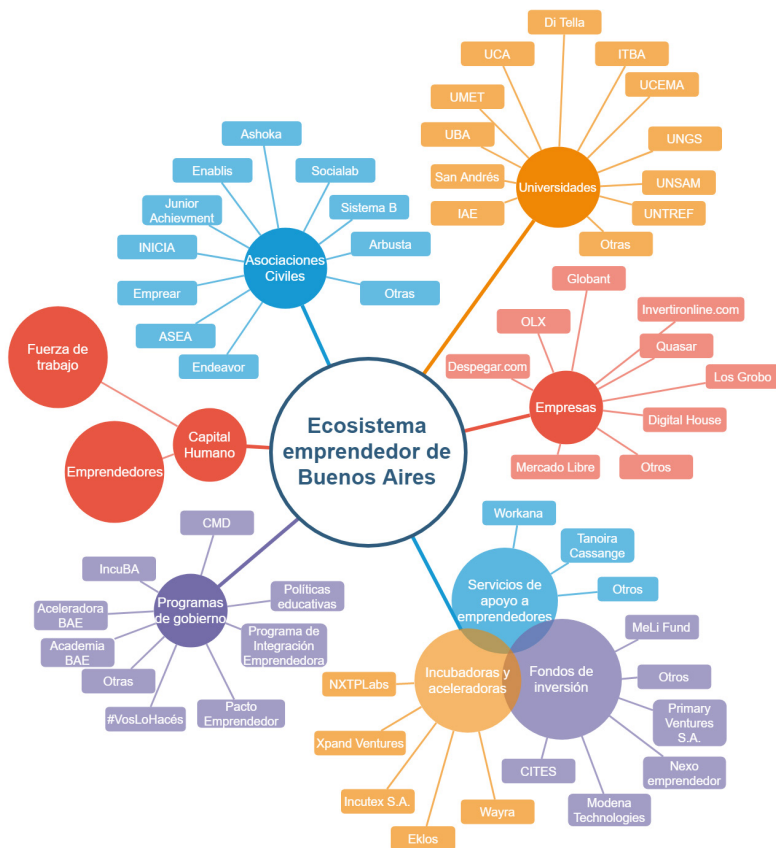 Di Tella
UCA
ITBA
UMET
UCEMA
UBA
UNGS
San Andrés
UNSAM
IAE
UNTREF
Otras
Universidades
Ashoka
Enablis
Socialab
Junior
Achievment
Sistema B
INICIA
Arbusta
Emprear
Otras
ASEA
Endeavor
Asociaciones
Civiles
Globant
Invertironline.com
OLX
Quasar
Despegar.com
Los Grobo
Digital House
Mercado Libre
Otros
Empresas
Fuerza de
trabajo
Emprendedores
Capital
Humano
Ecosistema
emprendedor de
Buenos Aires
CMD
IncuBA
Políticas
educativas
Aceleradora
BAE
Programas
de gobierno
Academia
BAE
Programa de
Integración
Emprendedora
Otras
#VosLoHacés
Pacto
Emprendedor
Workana
Tanoira
Cassange
Otros
Servicios de
apoyo a
emprendedores
Incubadoras y
aceleradoras
NXTPLabs
Xpand Ventures
Incutex S.A.
Eklos
Wayra
Fondos de
inversión
MeLi Fund
Otros
Primary
Ventures
S.A.
Nexo
emprendedor
Modena
Technologies
CITES